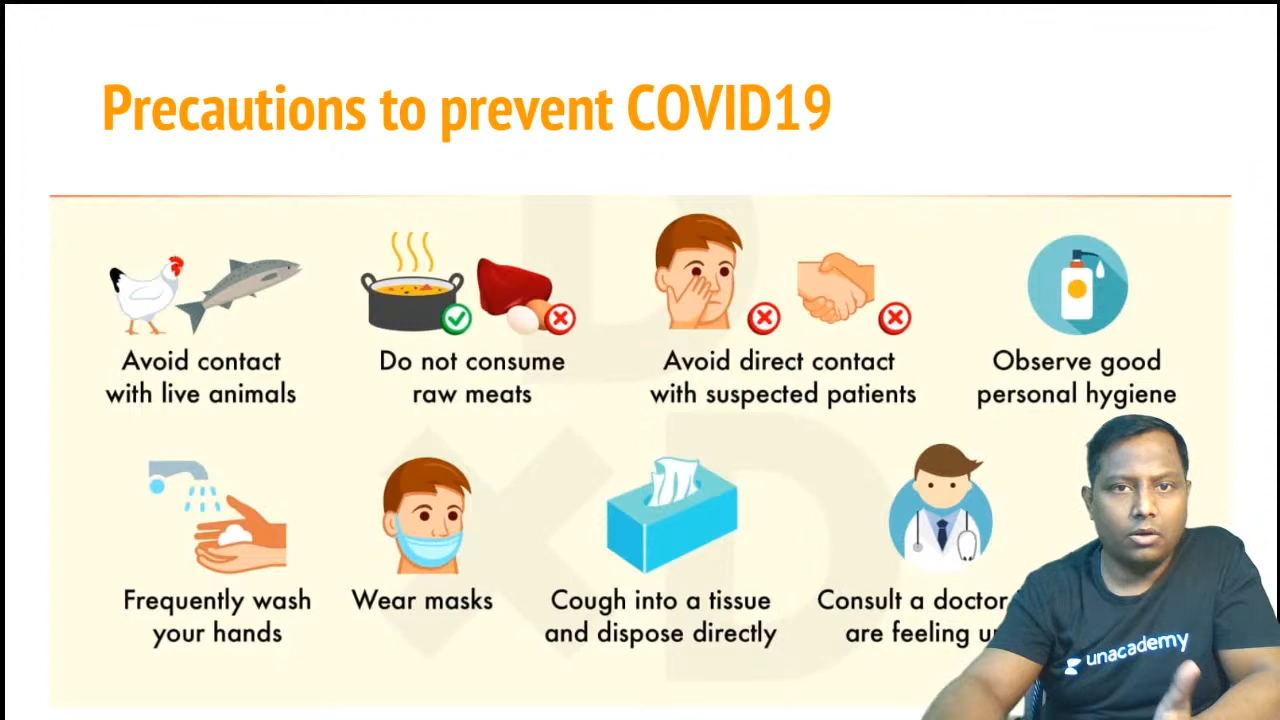 Precautions to prevent COVID19
Avoid contact
with live animals
Do not consume
raw meats
Avoid direct contact
with suspected patients
Observe good
personal hygiene
Frequently wash
your hands
Wear masks
Cough into a tissue
and dispose directly
Consult a doctor
are feeling
unacademy